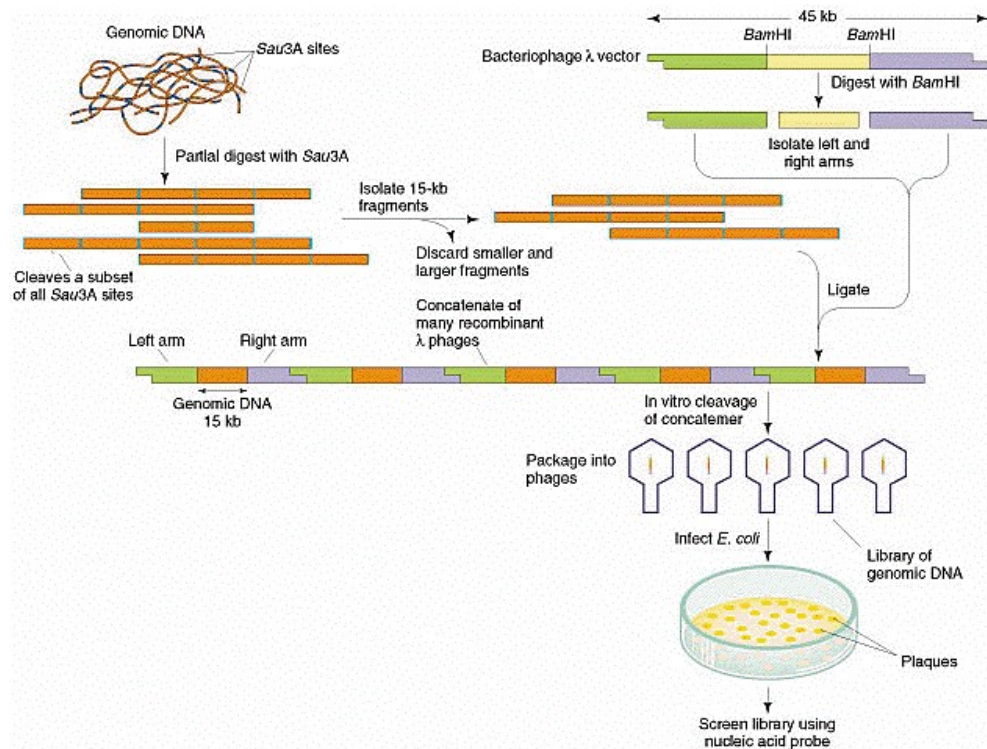 Genomic DNA
Sau3A sites
Partial digest with Sau3A
Cleaves a subset
of all Sau3A sites
Isolate 15-kb
fragments
Discard smaller and
larger fragments
45 kb
BamHI
BamHI
Bacteriophage λ vector
Digest with BamHI
Isolate left and
right arms
Ligate
Concatenate of
many recombinant
λ phages
Left arm
Right arm
Genomic DNA
15 kb
In vitro cleavage
of concatemer
Package into
phages
Infect E. coli
Library of
genomic DNA
Plaques
Screen library using
nucleic acid probe